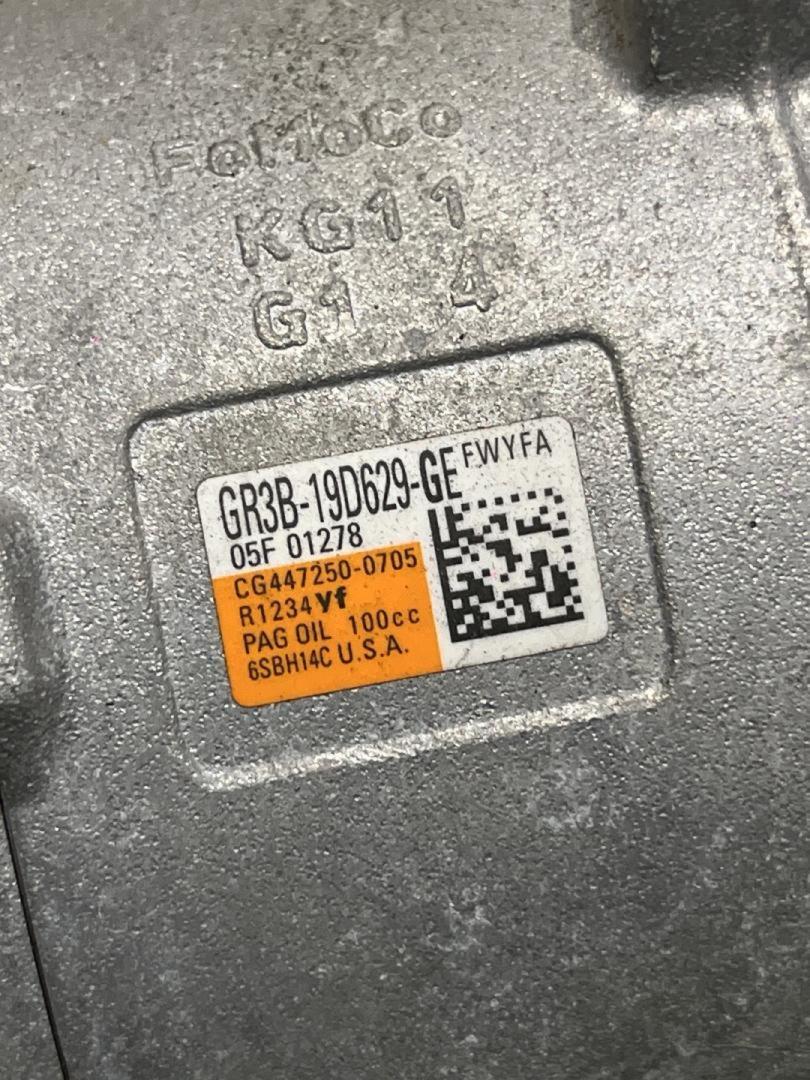 FoMoCo
KG11
G1 4
GR3B-19D629-GE FWYFA
05F 01278
CG447250-0705
R1234yf
PAG OIL 100cc
6SBH14C U.S.A.